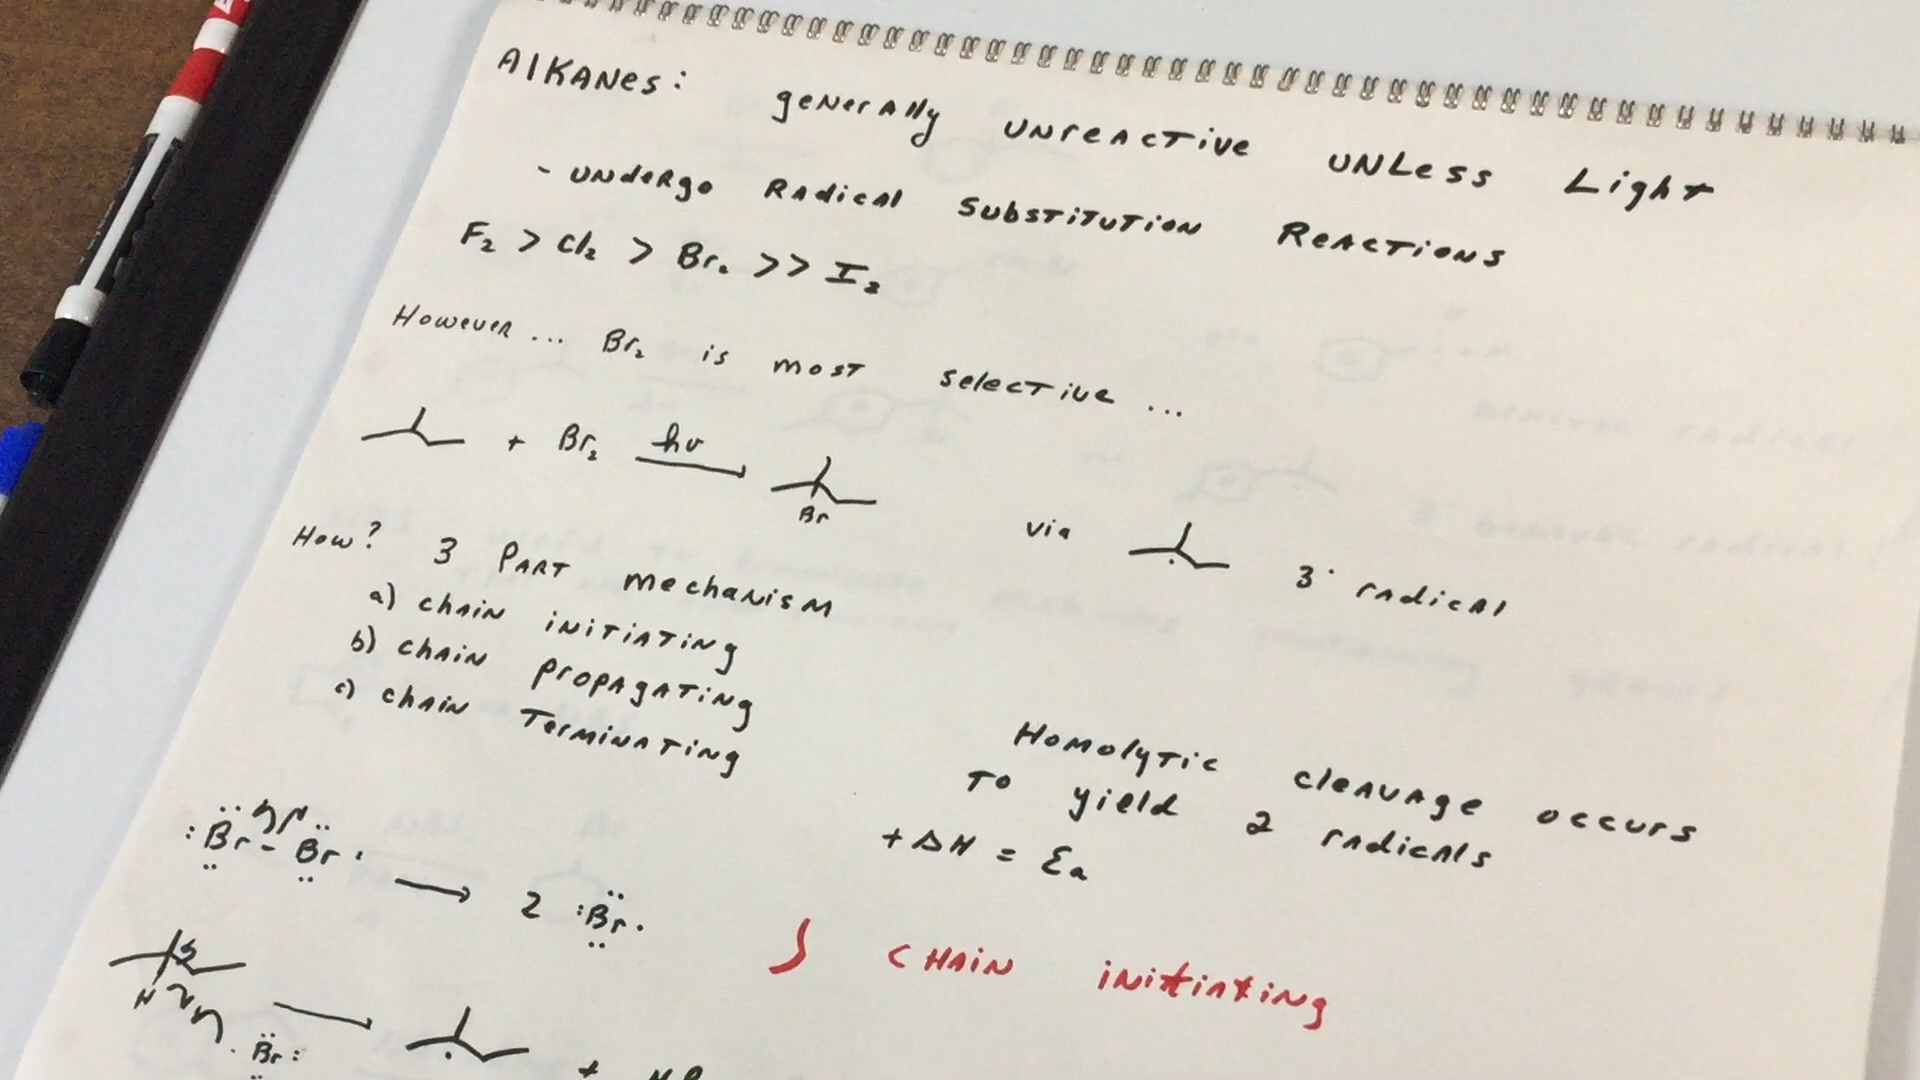 Alkanes: generally unreactive unless light
- undergo Radical Substitution Reactions
F₂ > Cl₂ > Br₂ >> I₂
However... Br₂ is most selective ...
+ Br₂ hν
Br
via 3° radical
How? 3 Part mechanism
a) chain initiating
b) chain propagating
c) chain Terminating
Homolytic cleavage occurs
To yield 2 radicals
+ΔH = Ea
:Br-Br: → 2 :Br·
} CHAIN initiating
H
·Br:
+